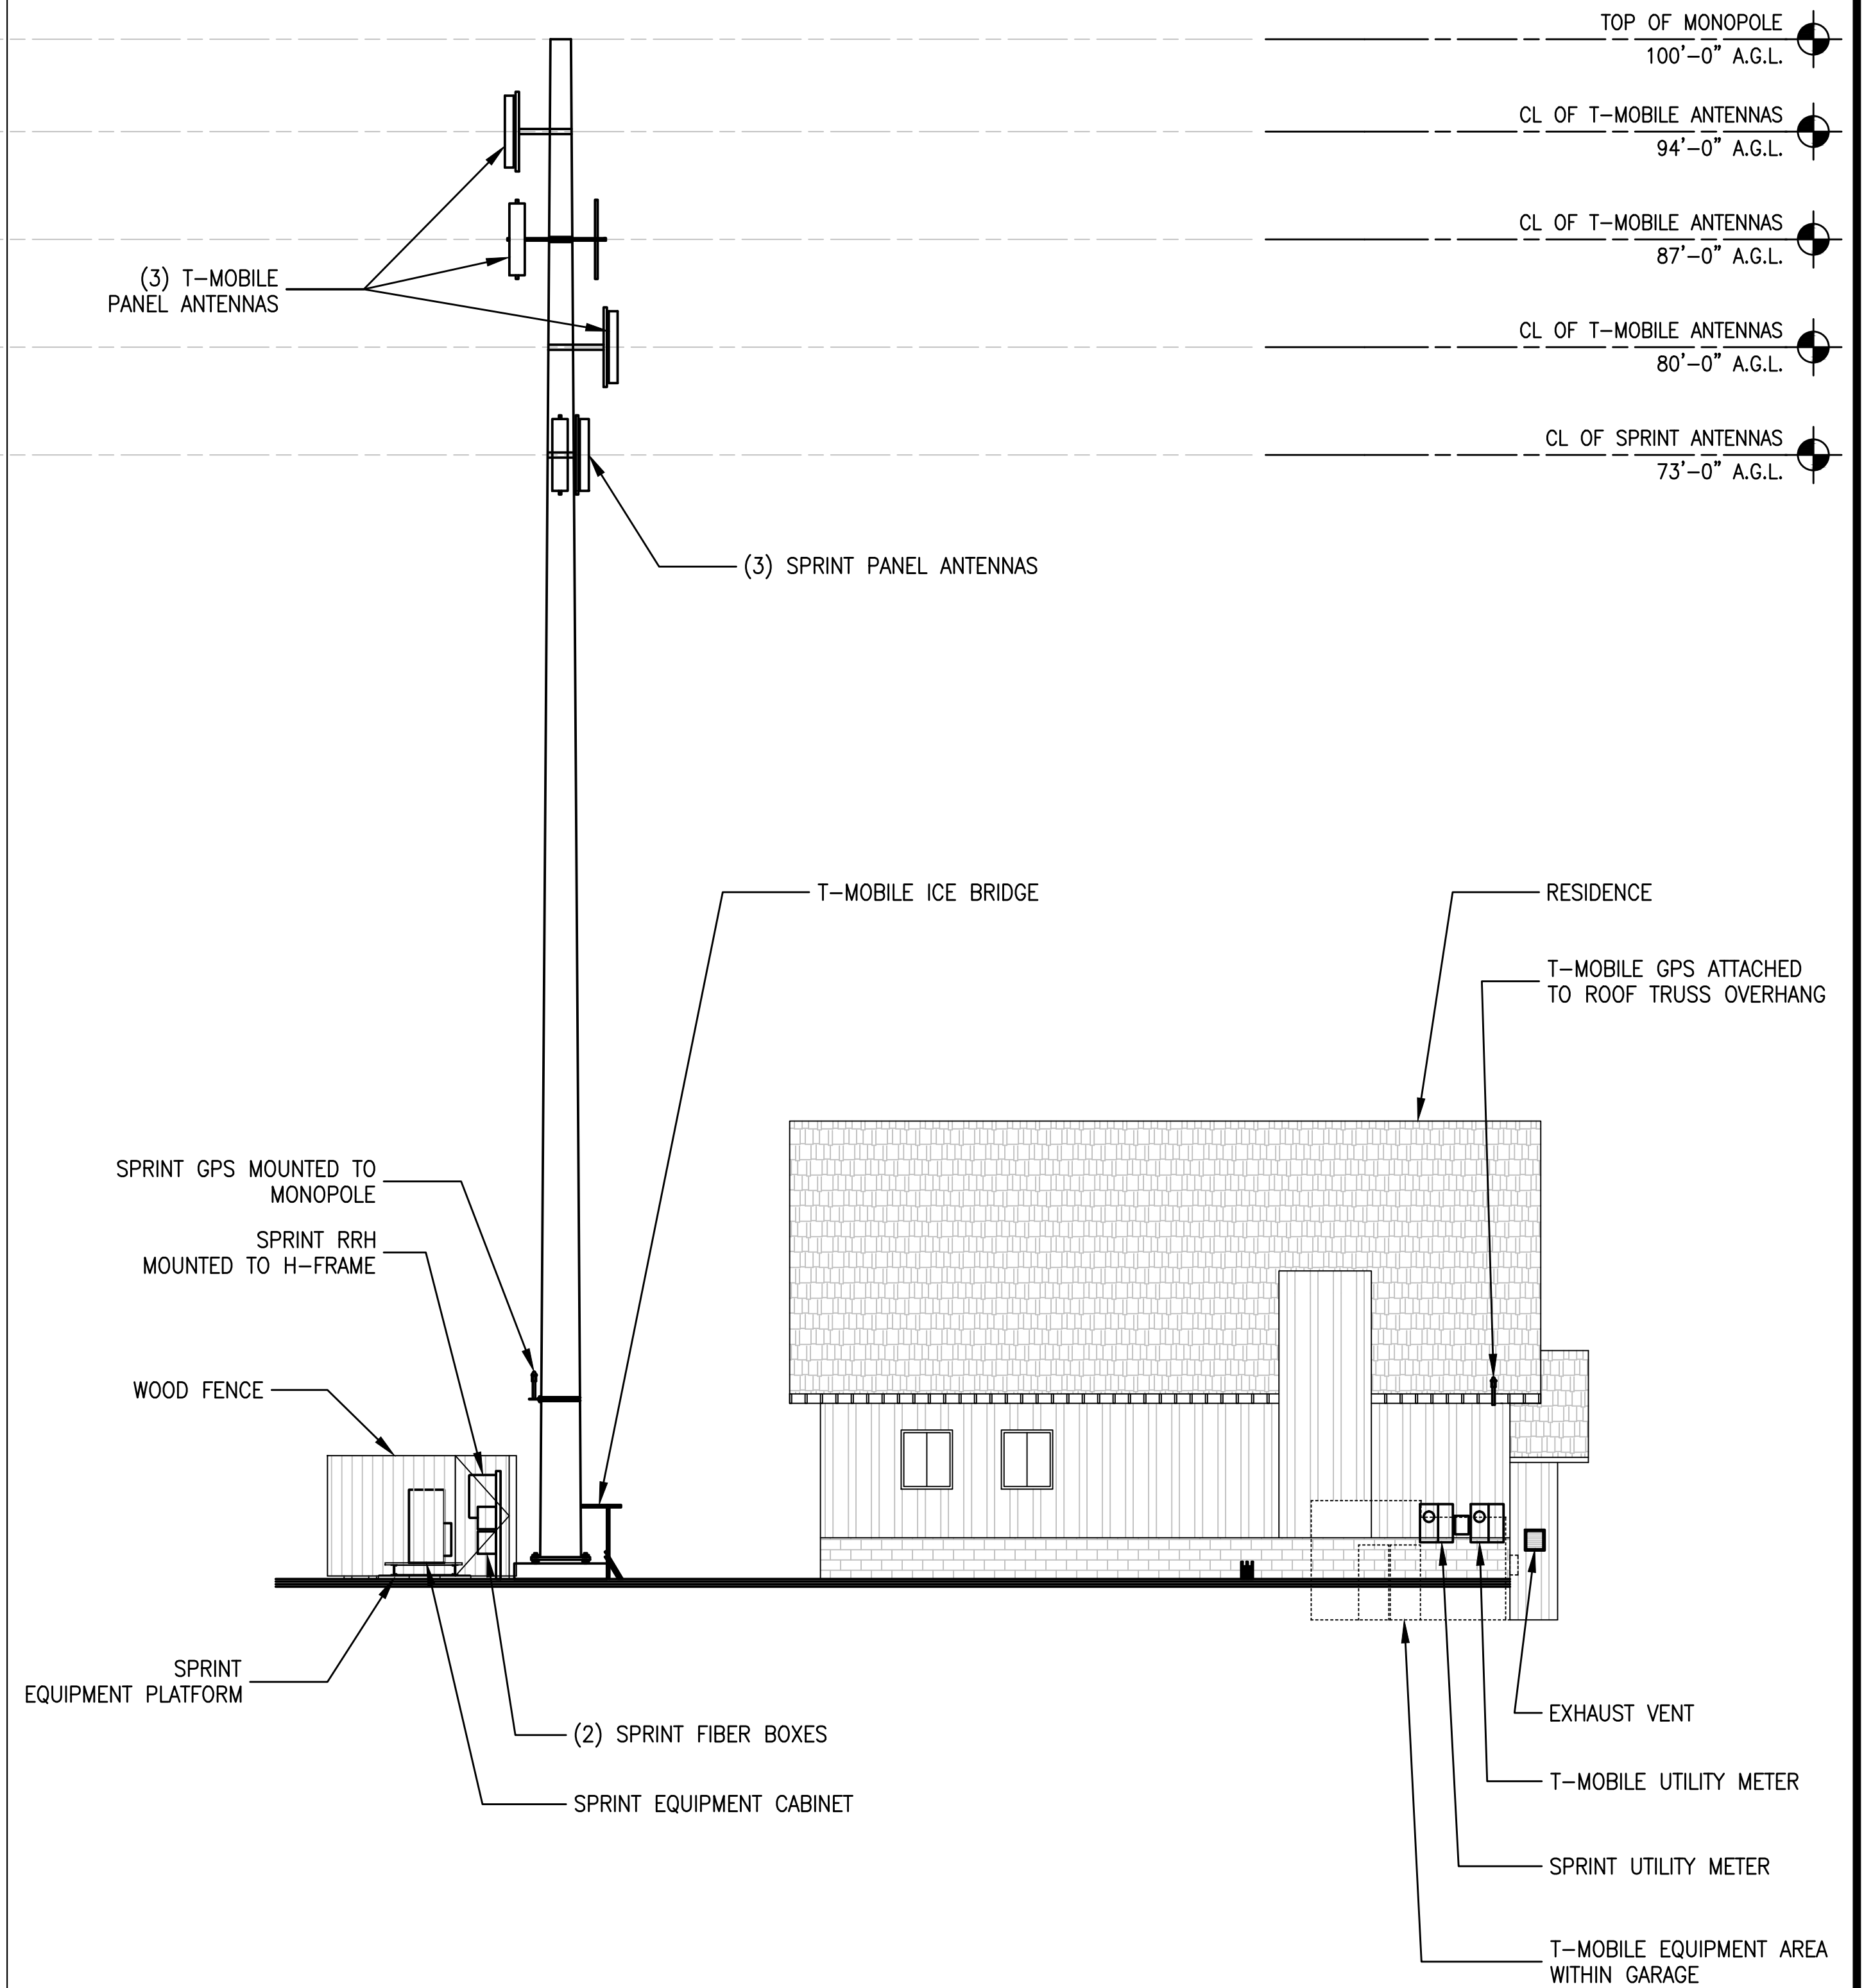 TOP OF MONOPOLE
100'-0" A.G.L.
CL OF T-MOBILE ANTENNAS
94'-0" A.G.L.
CL OF T-MOBILE ANTENNAS
87'-0" A.G.L.
(3) T-MOBILE
PANEL ANTENNAS
CL OF T-MOBILE ANTENNAS
80'-0" A.G.L.
CL OF SPRINT ANTENNAS
73'-0" A.G.L.
(3) SPRINT PANEL ANTENNAS
T-MOBILE ICE BRIDGE
RESIDENCE
T-MOBILE GPS ATTACHED
TO ROOF TRUSS OVERHANG
SPRINT GPS MOUNTED TO
MONOPOLE
SPRINT RRH
MOUNTED TO H-FRAME
WOOD FENCE
SPRINT
EQUIPMENT PLATFORM
(2) SPRINT FIBER BOXES
SPRINT EQUIPMENT CABINET
EXHAUST VENT
T-MOBILE UTILITY METER
SPRINT UTILITY METER
T-MOBILE EQUIPMENT AREA
WITHIN GARAGE